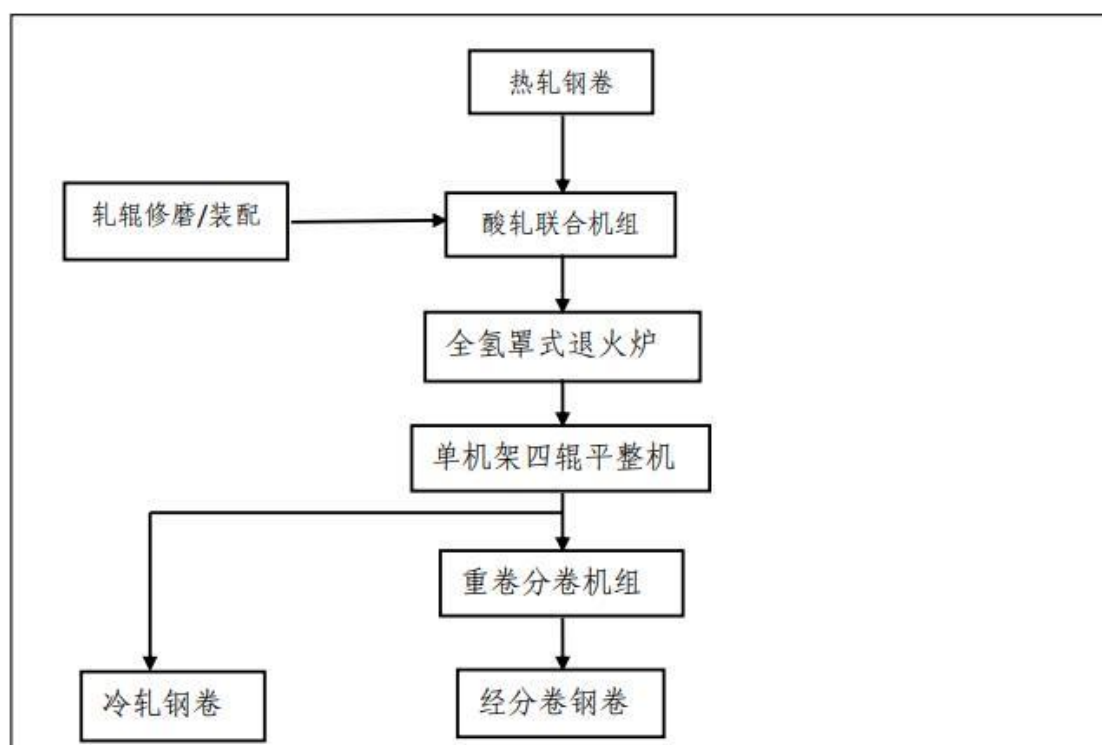 热轧钢卷
轧辊修磨/装配
酸轧联合机组
全氢罩式退火炉
单机架四辊平整机
重卷分卷机组
冷轧钢卷
经分卷钢卷